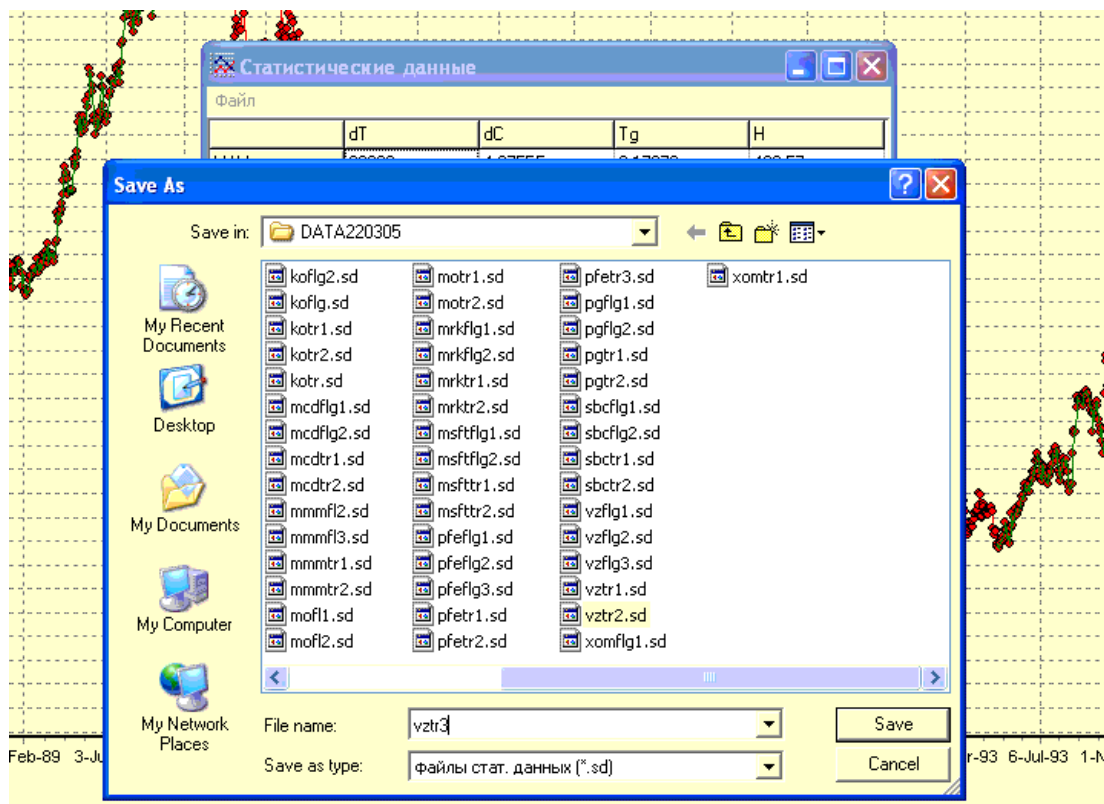 Статистические данные
Файл
dT dC Tg H
Save As
Save in: DATA220305
My Recent Documents
Desktop
My Documents
My Computer
My Network Places
koflg2.sd motr1.sd pfetr3.sd xomtr1.sd
koflg.sd motr2.sd pgflg1.sd
kotr1.sd mrkflg1.sd pgflg2.sd
kotr2.sd mrkflg2.sd pgtr1.sd
kotr.sd mrktr1.sd pgtr2.sd
mcdflg1.sd mrktr2.sd sbcflg1.sd
mcdflg2.sd msftflg1.sd sbcflg2.sd
mcdtr1.sd msftflg2.sd sbctr1.sd
mcdtr2.sd msfttr1.sd sbctr2.sd
mmmfl2.sd msfttr2.sd vzflg1.sd
mmmfl3.sd pfeflg1.sd vzflg2.sd
mmmtr1.sd pfeflg2.sd vzflg3.sd
mmmtr2.sd pfeflg3.sd vztr1.sd
mofl1.sd pfetr1.sd vztr2.sd
mofl2.sd pfetr2.sd xomflg1.sd
File name: vztr3 Save
Save as type: файлы стат. данных (*.sd) Cancel
Feb-89 3-Ju r-93 6-Jul-93 1-N